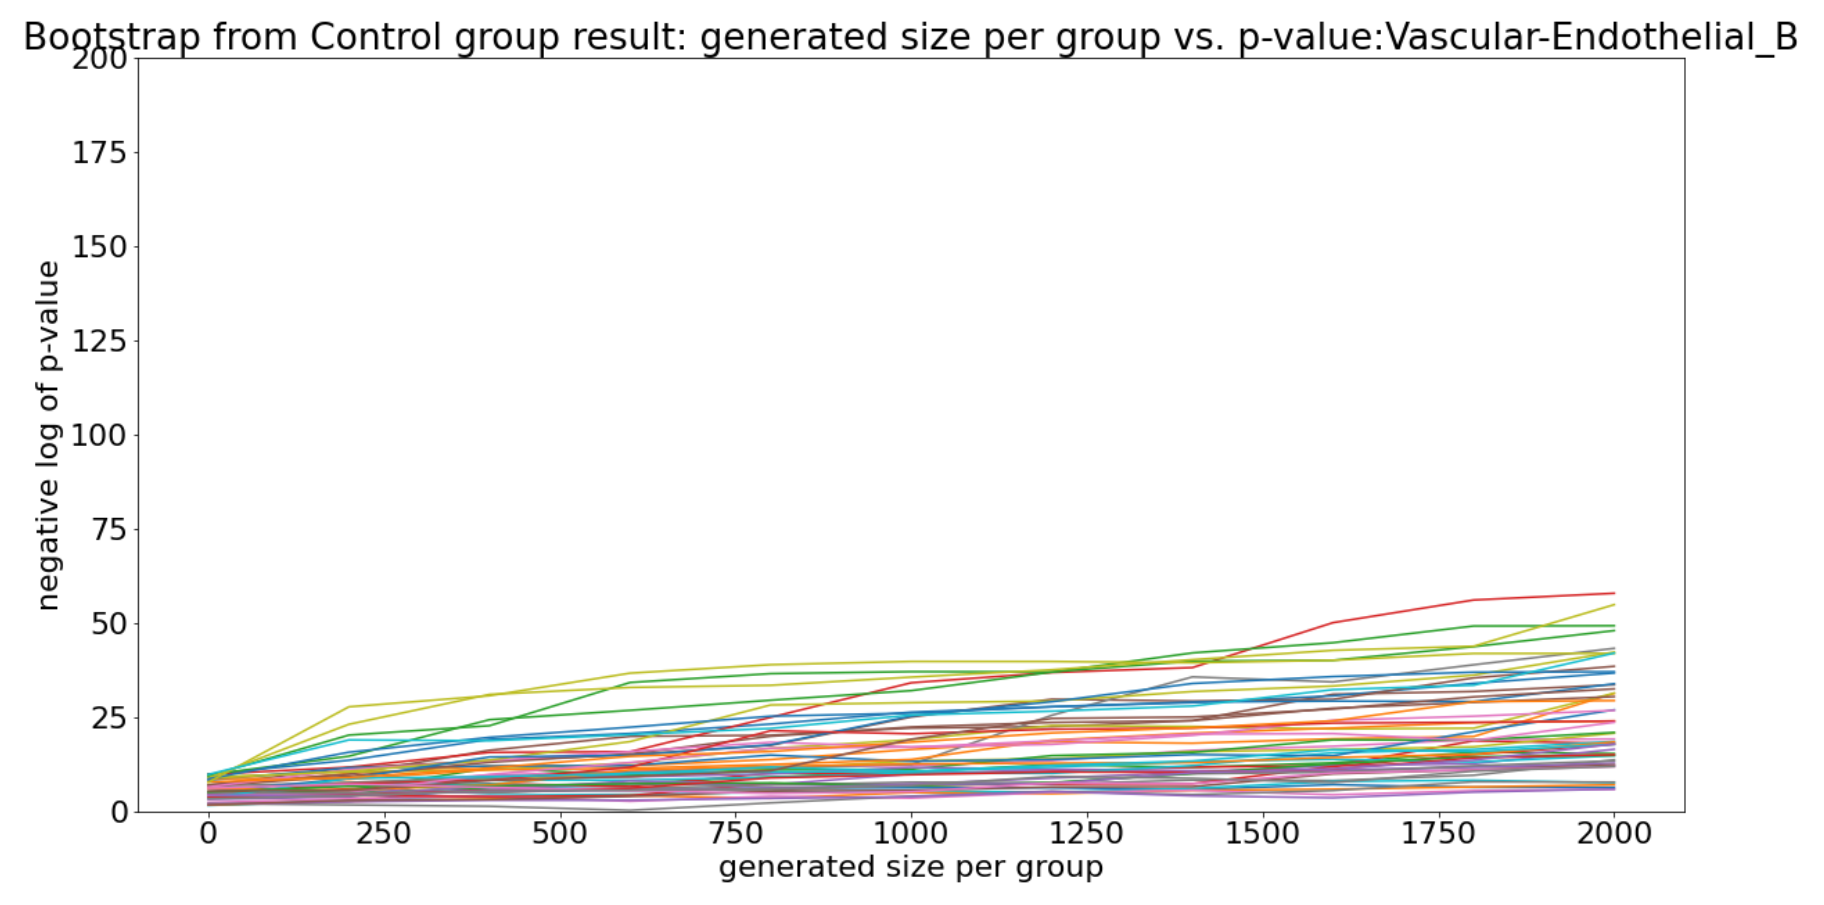 Bootstrap from Control group result: generated size per group vs. p-value:Vascular-Endothelial_B
200
175
150
125
100
75
50
25
0
negative log of p-value
0 250 500 750 1000 1250 1500 1750 2000
generated size per group